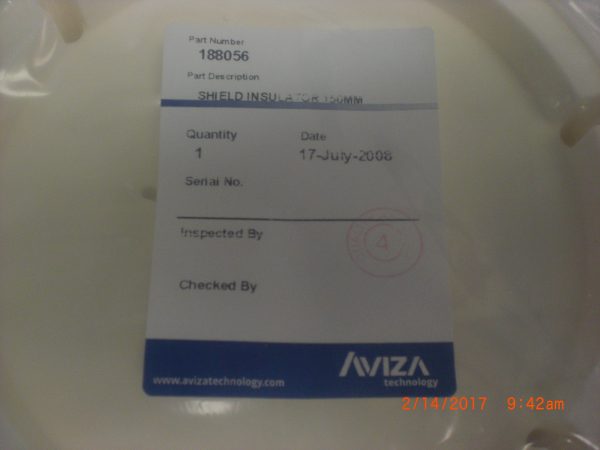 Part Number
188056
Part Description
SHIELD INSULATOR 150MM
Quantity Date
1 17-July-2008
Serial No.
Inspected By
4
Checked By
AVIZA
technology
www.avizatechnology.com
2/14/2017 9:42am